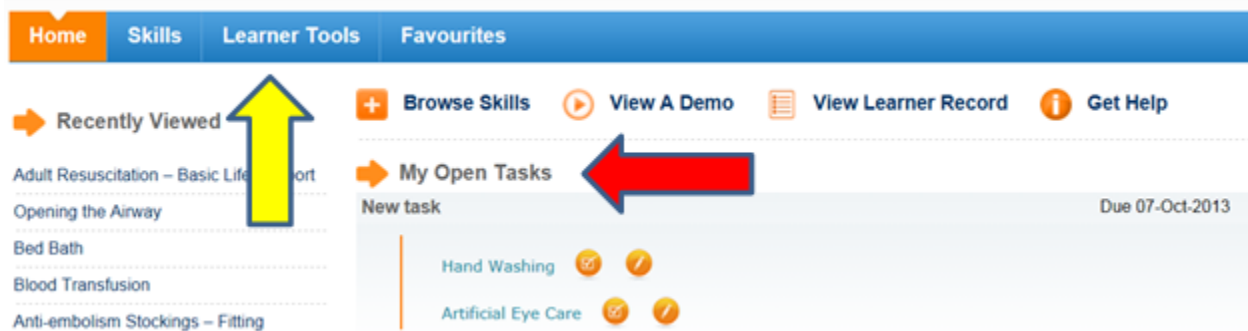 Home Skills Learner Tools Favourites
Browse Skills View A Demo View Learner Record Get Help
Recently Viewed
Adult Resuscitation – Basic Life ort
Opening the Airway
Bed Bath
Blood Transfusion
Anti-embolism Stockings – Fitting
My Open Tasks
New task Due 07-Oct-2013
Hand Washing
Artificial Eye Care